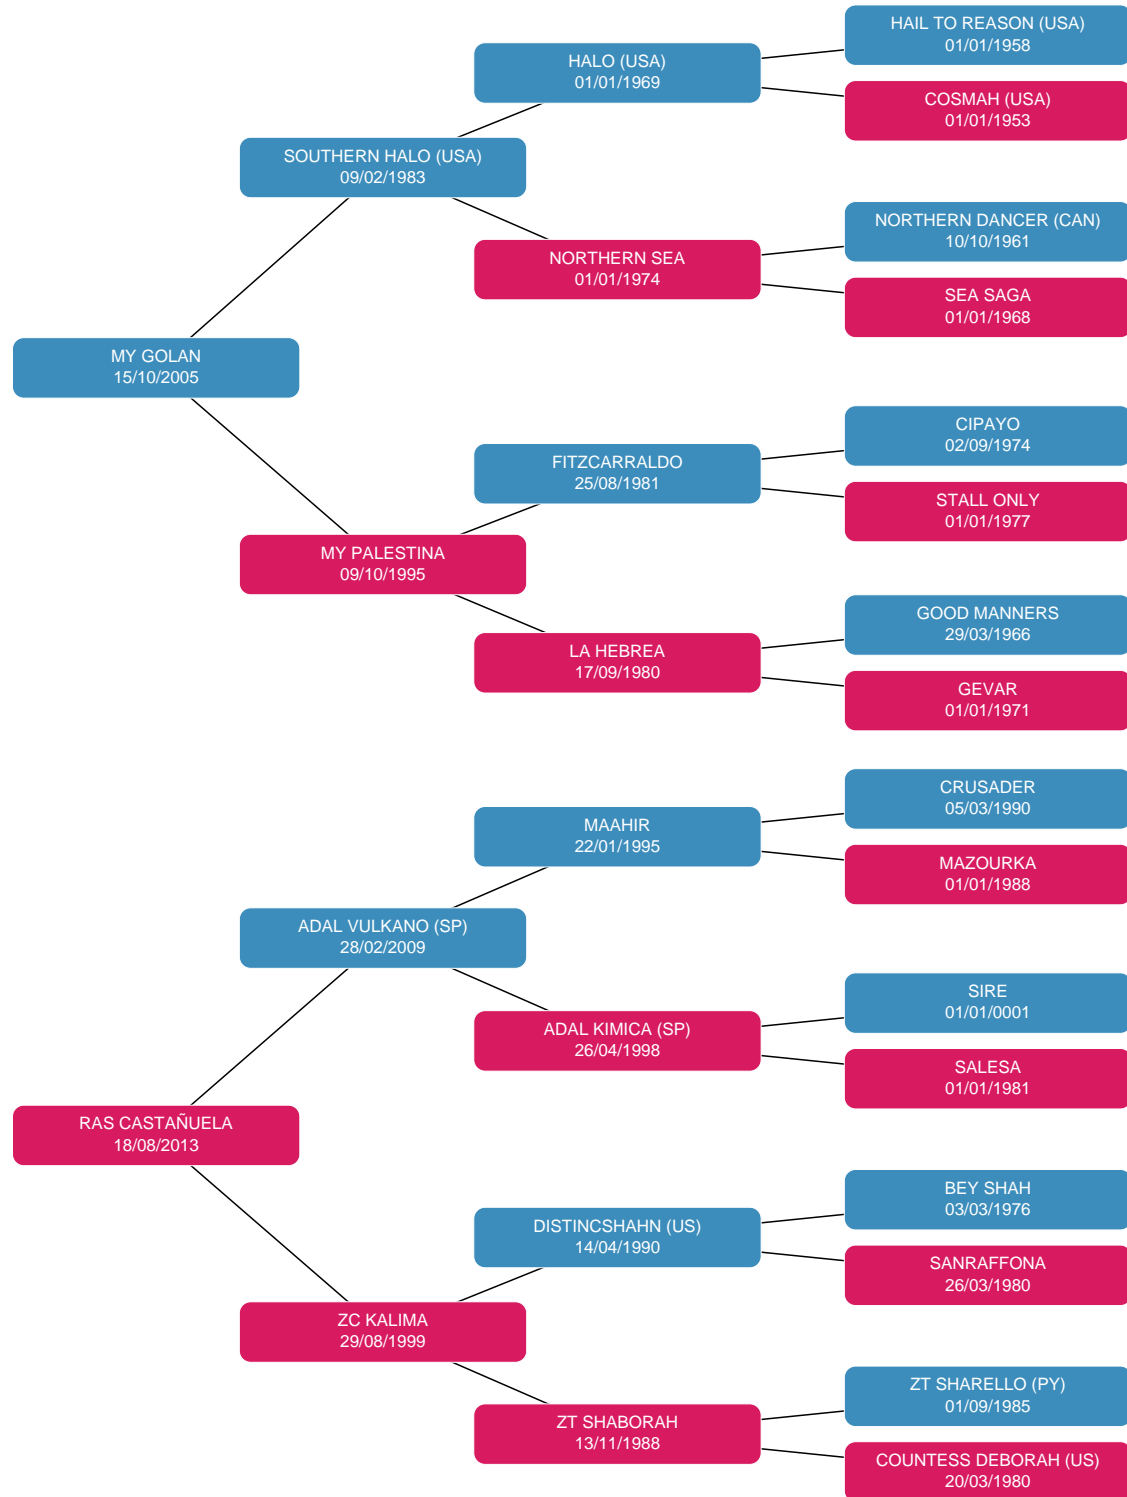 HAIL TO REASON (USA)
01/01/1958
HALO (USA)
01/01/1969
COSMAH (USA)
01/01/1953
SOUTHERN HALO (USA)
09/02/1983
NORTHERN DANCER (CAN)
10/10/1961
NORTHERN SEA
01/01/1974
SEA SAGA
01/01/1968
MY GOLAN
15/10/2005
CIPAYO
02/09/1974
FITZCARRALDO
25/08/1981
STALL ONLY
01/01/1977
MY PALESTINA
09/10/1995
GOOD MANNERS
29/03/1966
LA HEBREA
17/09/1980
GEVAR
01/01/1971
CRUSADER
05/03/1990
MAAHIR
22/01/1995
MAZOURKA
01/01/1988
ADAL VULKANO (SP)
28/02/2009
SIRE
01/01/0001
ADAL KIMICA (SP)
26/04/1998
SALESA
01/01/1981
RAS CASTAÑUELA
18/08/2013
BEY SHAH
03/03/1976
DISTINCSHAHN (US)
14/04/1990
SANRAFFONA
26/03/1980
ZC KALIMA
29/08/1999
ZT SHARELLO (PY)
01/09/1985
ZT SHABORAH
13/11/1988
COUNTESS DEBORAH (US)
20/03/1980